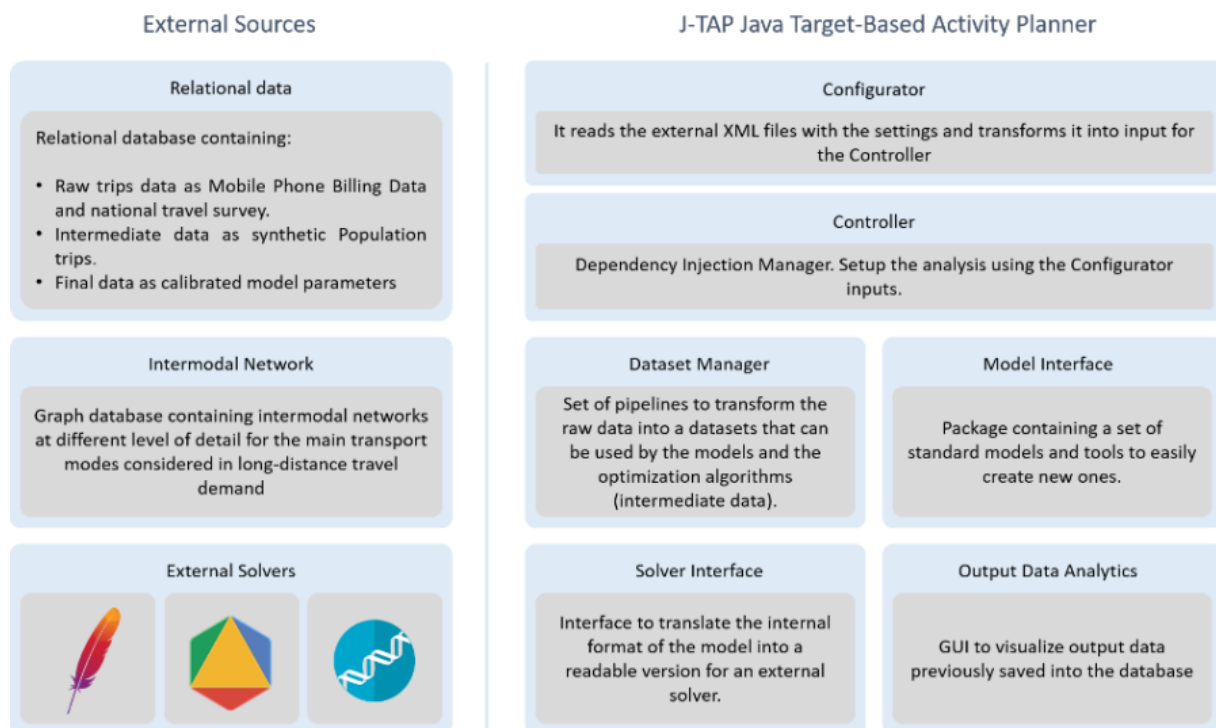 External Sources
Relational data
Relational database containing:
• Raw trips data as Mobile Phone Billing Data
and national travel survey.
• Intermediate data as synthetic Population
trips.
• Final data as calibrated model parameters
Intermodal Network
Graph database containing intermodal networks
at different level of detail for the main transport
modes considered in long-distance travel
demand
External Solvers
J-TAP Java Target-Based Activity Planner
Configurator
It reads the external XML files with the settings and transforms it into input for
the Controller
Controller
Dependency Injection Manager. Setup the analysis using the Configurator
inputs.
Dataset Manager
Set of pipelines to transform the
raw data into a datasets that can
be used by the models and the
optimization algorithms
(intermediate data).
Model Interface
Package containing a set of
standard models and tools to easily
create new ones.
Solver Interface
Interface to translate the internal
format of the model into a
readable version for an external
solver.
Output Data Analytics
GUI to visualize output data
previously saved into the database